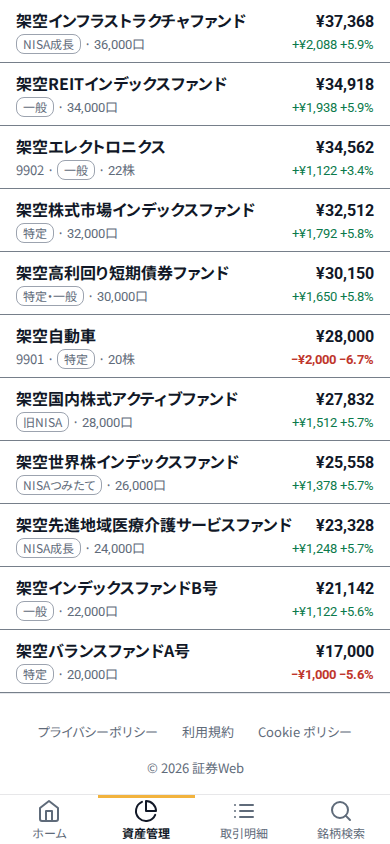 架空インフラストラクチャファンド ¥37,368
NISA成長 · 36,000口 +¥2,088 +5.9%
架空REITインデックスファンド ¥34,918
一般 · 34,000口 +¥1,938 +5.9%
架空エレクトロニクス ¥34,562
9902 · 一般 · 22株 +¥1,122 +3.4%
架空株式市場インデックスファンド ¥32,512
特定 · 32,000口 +¥1,792 +5.8%
架空高利回り短期債券ファンド ¥30,150
特定・一般 · 30,000口 +¥1,650 +5.8%
架空自動車 ¥28,000
9901 · 特定 · 20株 −¥2,000 −6.7%
架空国内株式アクティブファンド ¥27,832
旧NISA · 28,000口 +¥1,512 +5.7%
架空世界株インデックスファンド ¥25,558
NISAつみたて · 26,000口 +¥1,378 +5.7%
架空先進地域医療介護サービスファンド ¥23,328
NISA成長 · 24,000口 +¥1,248 +5.7%
架空インデックスファンドB号 ¥21,142
一般 · 22,000口 +¥1,122 +5.6%
架空バランスファンドA号 ¥17,000
特定 · 20,000口 −¥1,000 −5.6%
プライバシーポリシー 利用規約 Cookie ポリシー
© 2026 証券Web
ホーム 資産管理 取引明細 銘柄検索